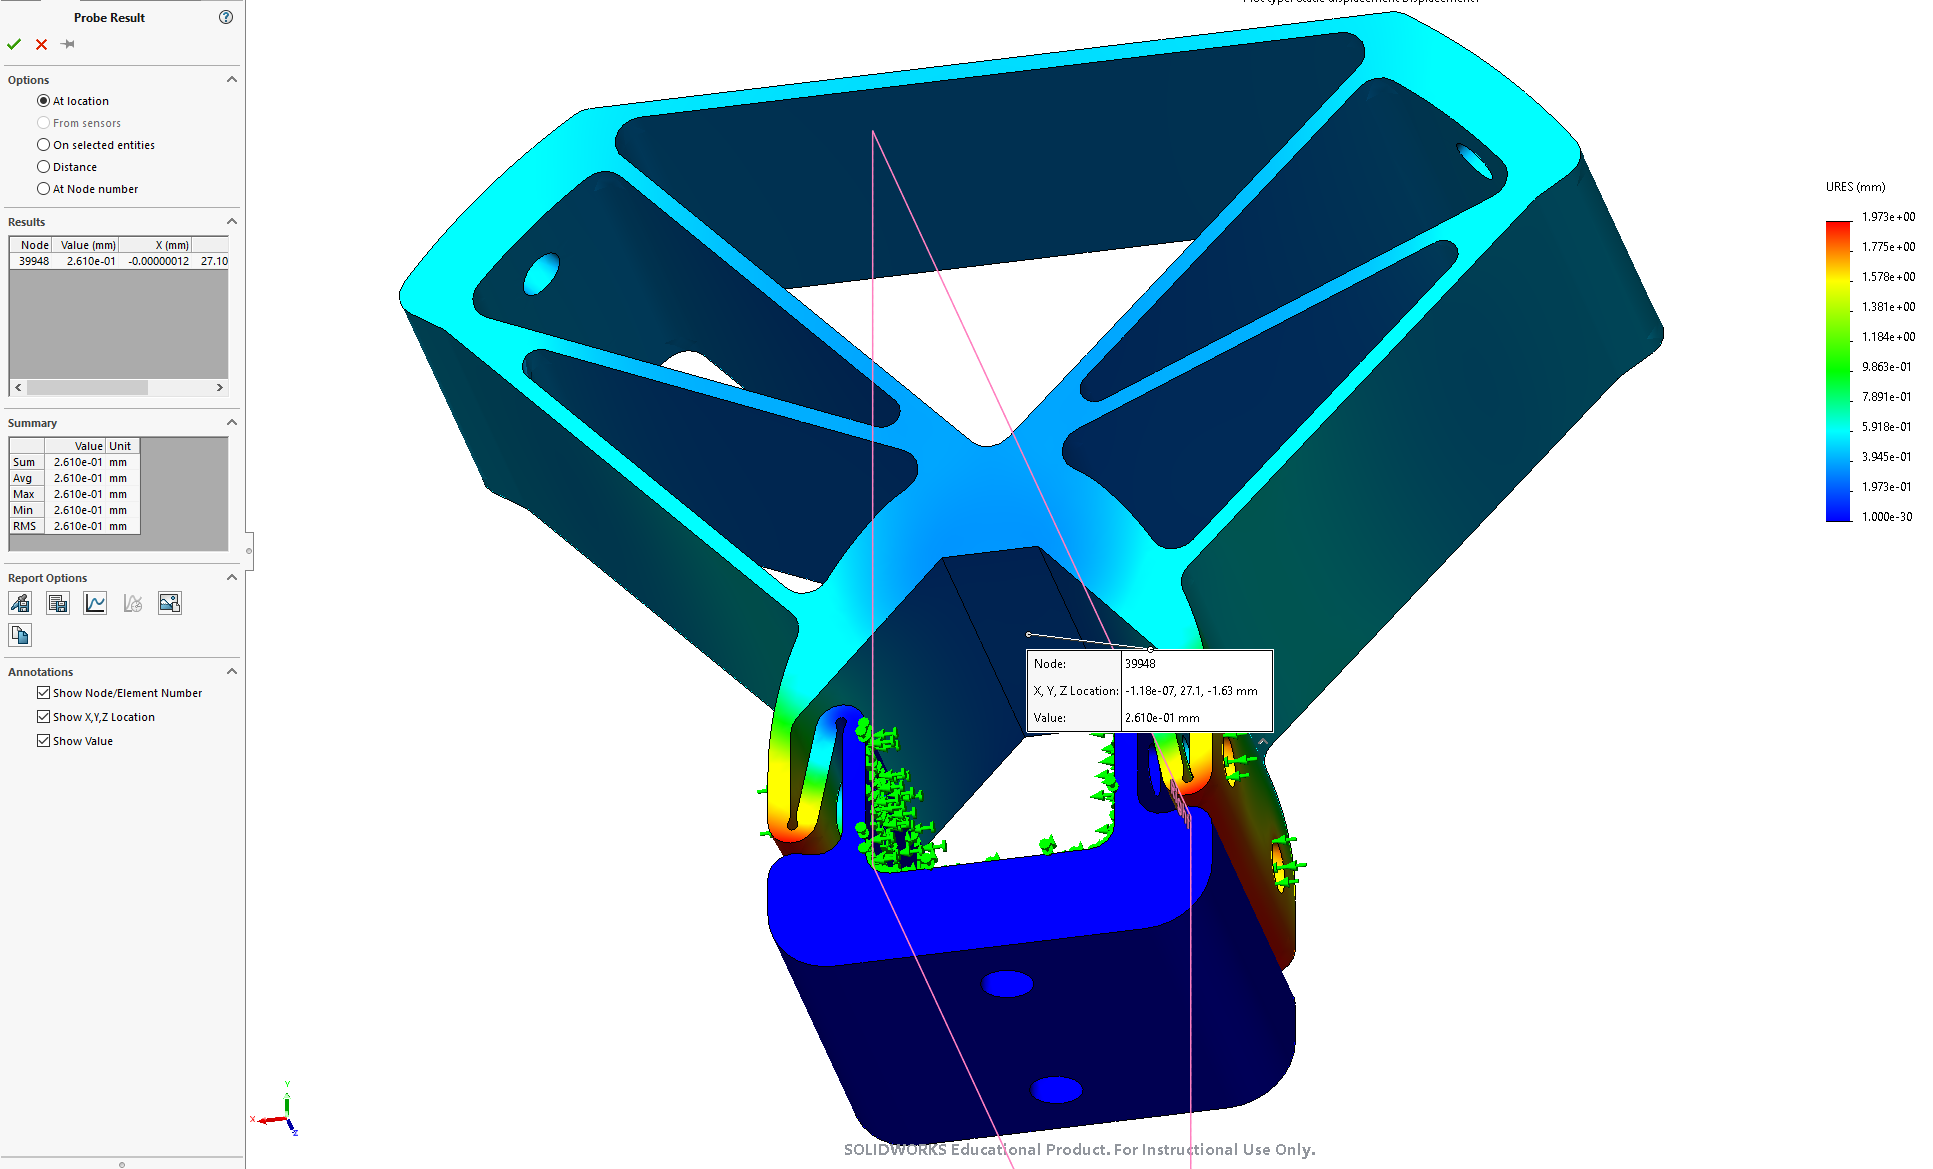 Plot type: Static displacement Displacement1
Probe Result
?
Options
At location
From sensors
On selected entities
Distance
At Node number
Results
Node Value (mm) X (mm)
39948 2.610e-01 -0.00000012 27.10
Summary
Value Unit
Sum 2.610e-01 mm
Avg 2.610e-01 mm
Max 2.610e-01 mm
Min 2.610e-01 mm
RMS 2.610e-01 mm
Report Options
Annotations
Show Node/Element Number
Show X,Y,Z Location
Show Value
URES (mm)
1.973e+00
1.775e+00
1.578e+00
1.381e+00
1.184e+00
9.863e-01
7.891e-01
5.918e-01
3.945e-01
1.973e-01
1.000e-30
Node: 39948
X, Y, Z Location: -1.18e-07, 27.1, -1.63 mm
Value: 2.610e-01 mm
Y
X
Z
SOLIDWORKS Educational Product. For Instructional Use Only.